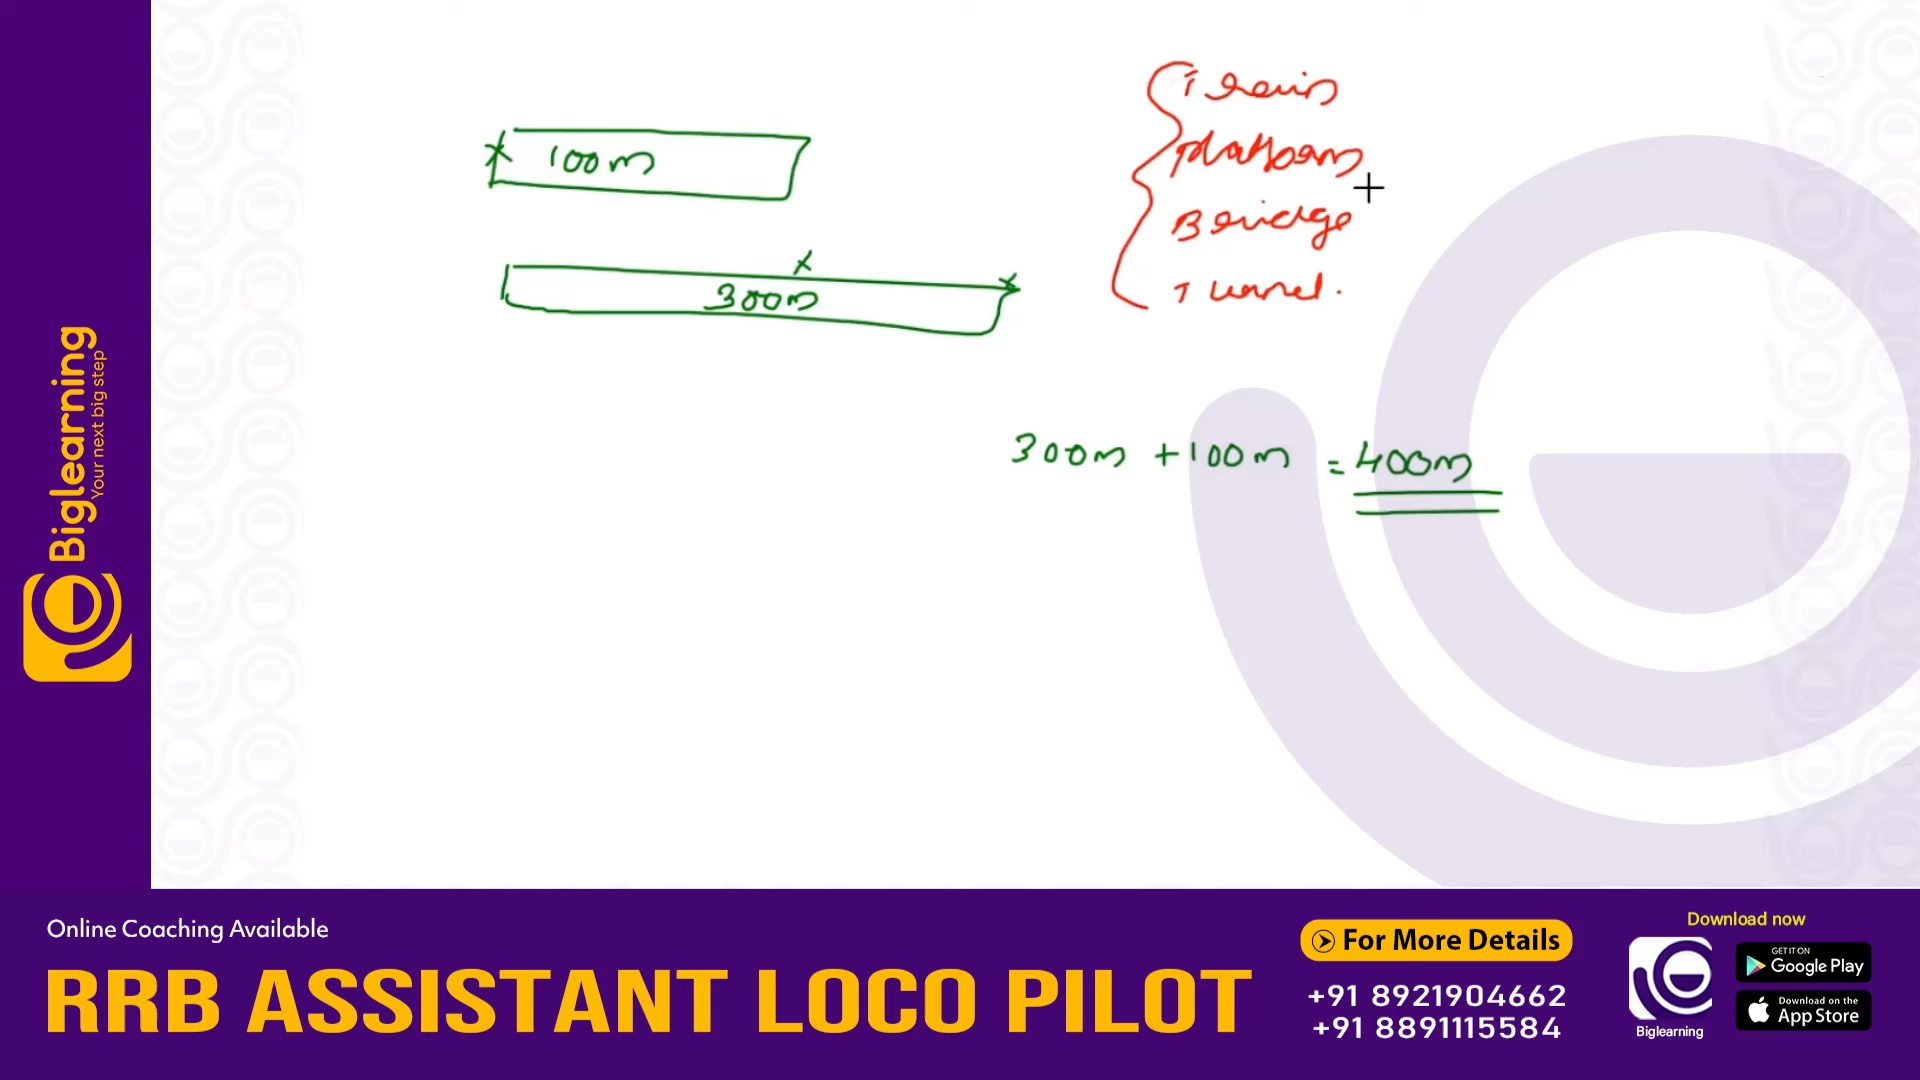 100m
300m
Train
platform
Bridge
Tunnel.
300m + 100m = 400m
Biglearning
Your next big step
Online Coaching Available
RRB ASSISTANT LOCO PILOT
For More Details
+91 8921904662
+91 8891115584
Download now
Biglearning
GET IT ON
Google Play
Download on the
App Store